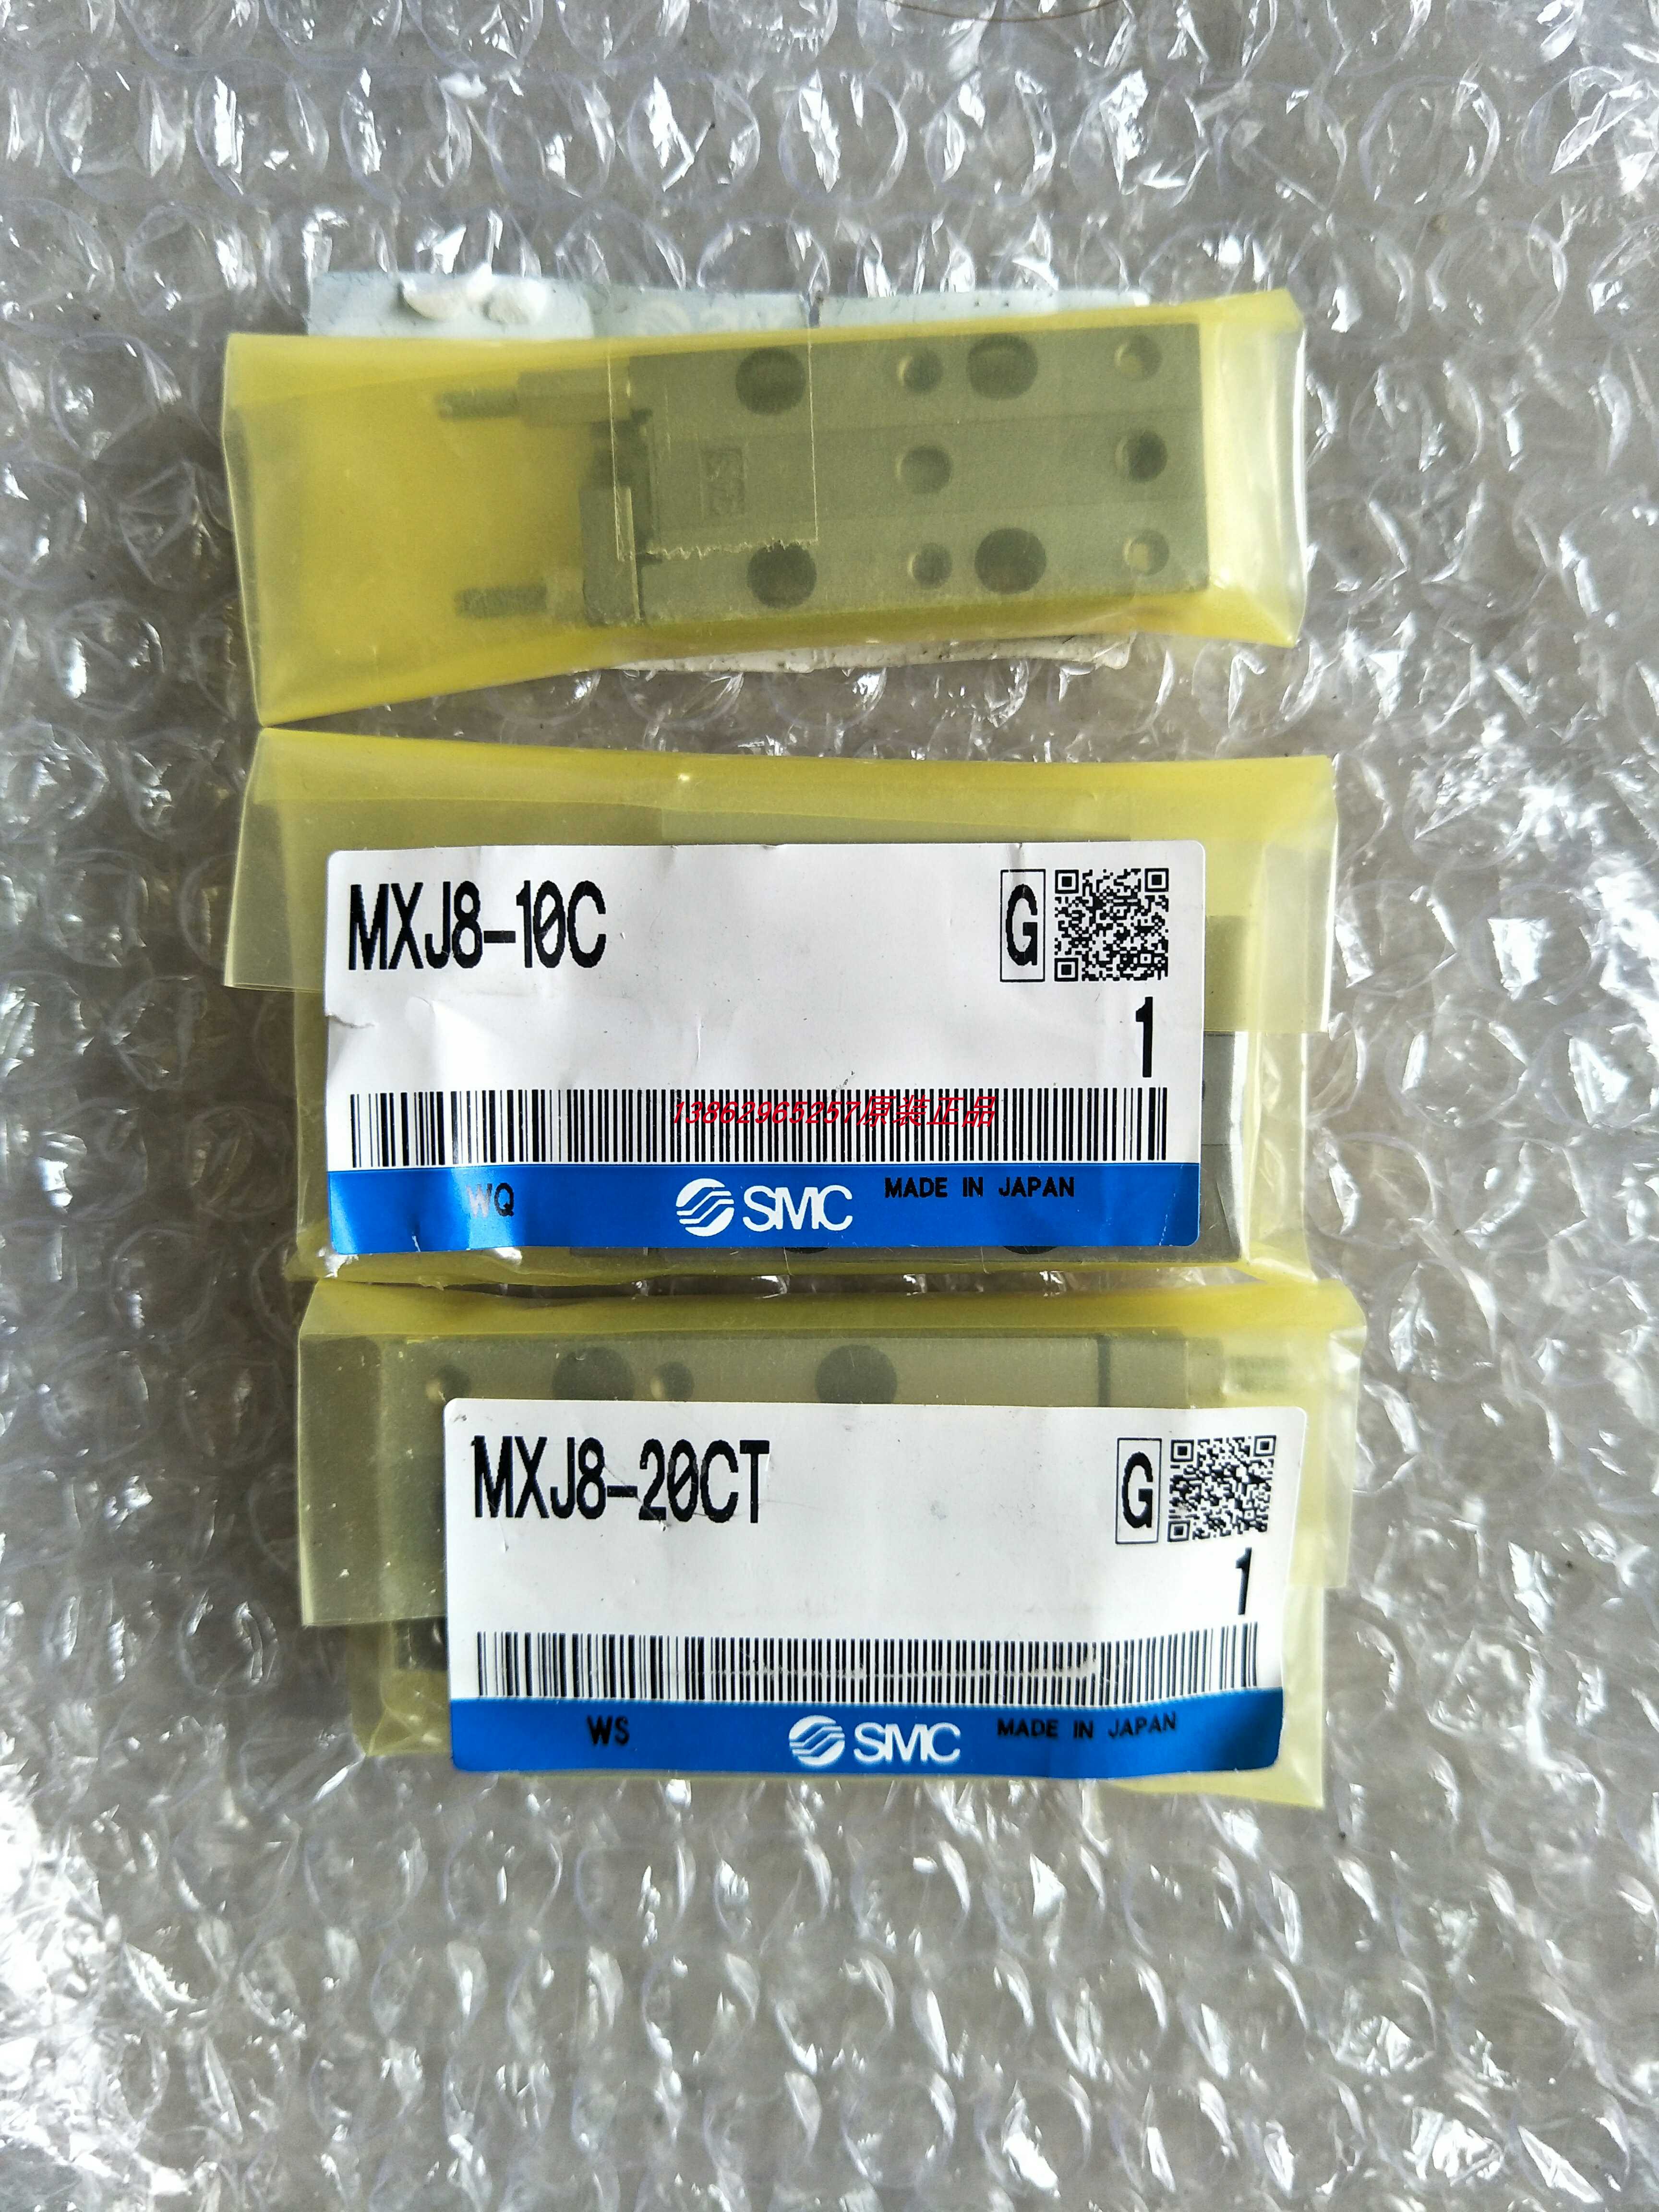 MXJ8-10C
G
1
13862965257原装正品
WQ
SMC
MADE IN JAPAN
MXJ8-20CT
G
1
WS
SMC
MADE IN JAPAN